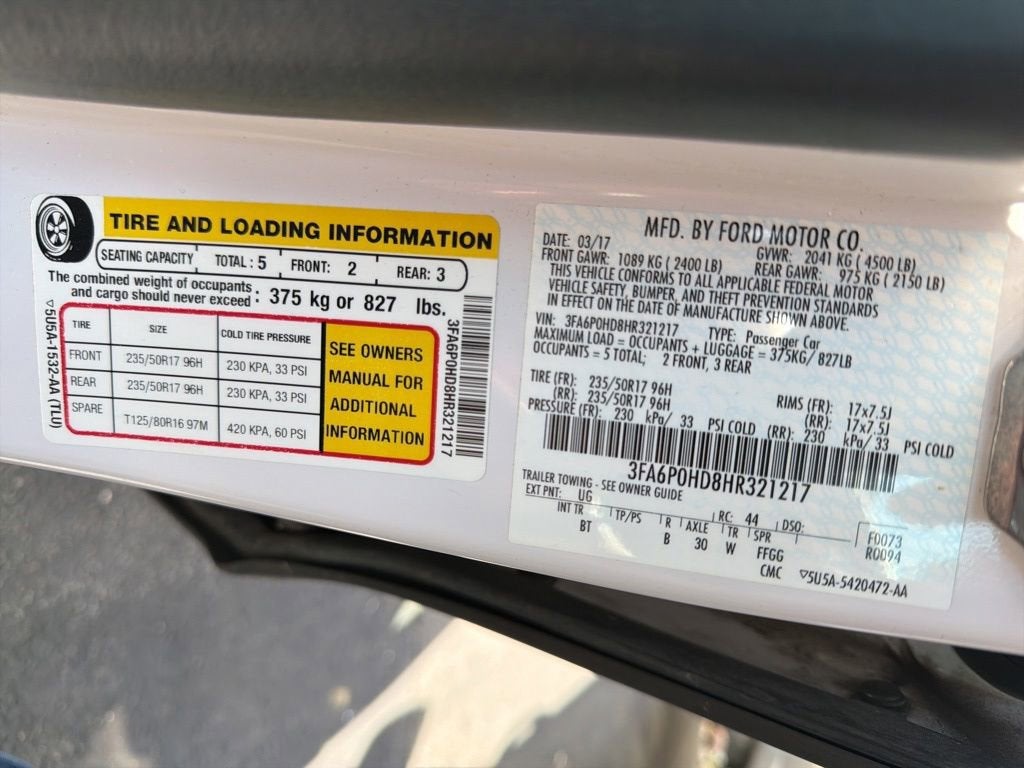 TIRE AND LOADING INFORMATION
SEATING CAPACITY TOTAL : 5 FRONT: 2 REAR: 3
The combined weight of occupants
and cargo should never exceed : 375 kg or 827 lbs.
TIRE SIZE COLD TIRE PRESSURE
FRONT 235/50R17 96H 230 KPA, 33 PSI
REAR 235/50R17 96H 230 KPA, 33 PSI
SPARE T125/80R16 97M 420 KPA, 60 PSI
SEE OWNERS
MANUAL FOR
ADDITIONAL
INFORMATION
▽5U5A-1532-AA (TLU)
3FA6P0HD8HR321217
MFD. BY FORD MOTOR CO.
DATE: 03/17 GVWR: 2041 KG ( 4500 LB)
FRONT GAWR: 1089 KG ( 2400 LB) REAR GAWR: 975 KG ( 2150 LB)
THIS VEHICLE CONFORMS TO ALL APPLICABLE FEDERAL MOTOR
VEHICLE SAFETY, BUMPER, AND THEFT PREVENTION STANDARDS
IN EFFECT ON THE DATE OF MANUFACTURE SHOWN ABOVE.
VIN: 3FA6P0HD8HR321217 TYPE: Passenger Car
MAXIMUM LOAD = OCCUPANTS + LUGGAGE = 375KG/ 827LB
OCCUPANTS = 5 TOTAL; 2 FRONT, 3 REAR
TIRE (FR): 235/50R17 96H RIMS (FR): 17x7.5J
(RR): 235/50R17 96H (RR): 17x7.5J
PRESSURE (FR): 230 kPa/ 33 PSI COLD (RR): 230 kPa/ 33 PSI COLD
3FA6P0HD8HR321217
TRAILER TOWING - SEE OWNER GUIDE
EXT PNT: UG RC: 44 DSO: F0073
INT TR TP/PS R AXLE TR SPR R0094
BT B 30 W FFGG
CMC ▽5U5A-5420472-AA